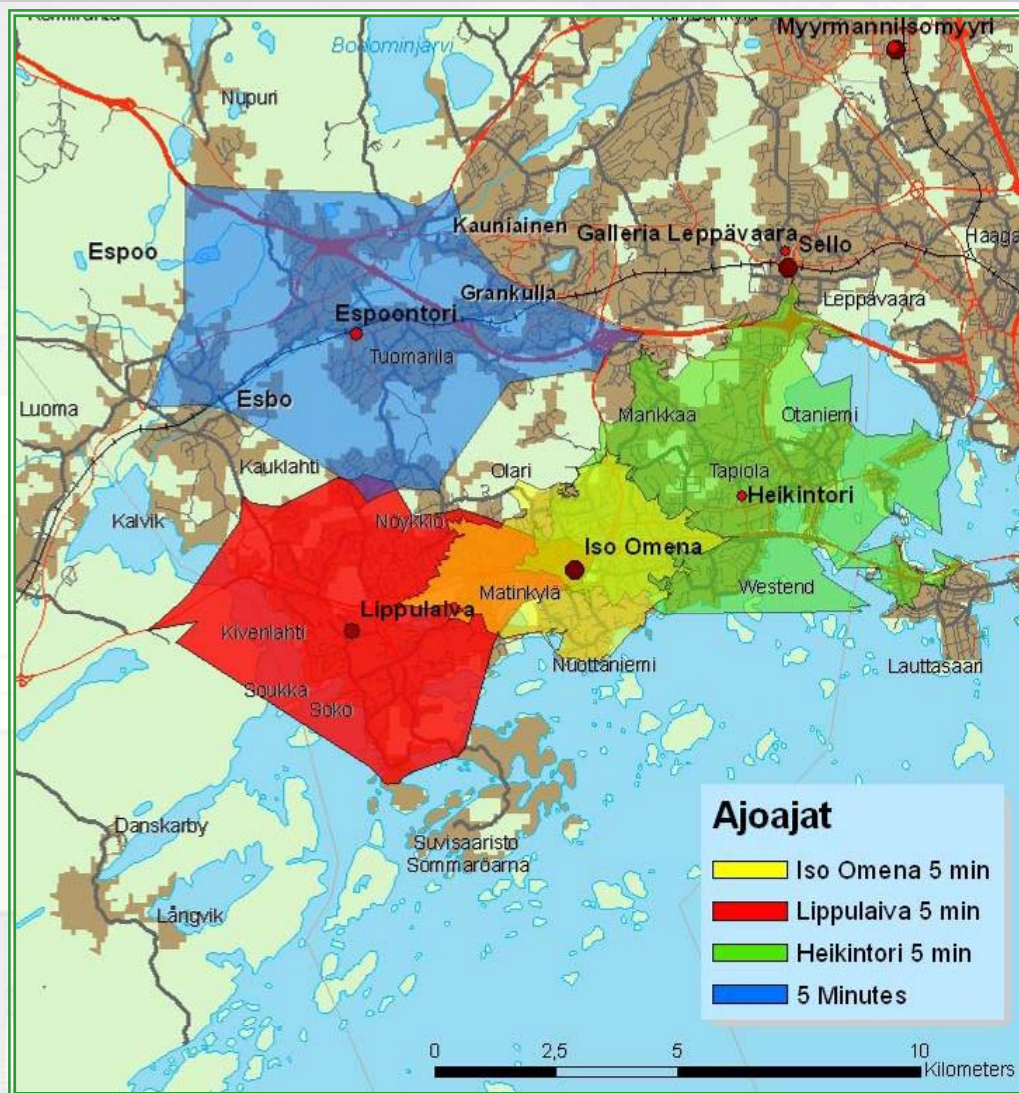 Bodominjärvi
Myyrmannilsomyyri
Nupuri
Kauniainen
Galleria Leppävaara
Sello
Haaga
Espoo
Grankulla
Leppävaara
Espoontori
Tuomarila
Esbo
Luoma
Mankkaa
Otaniemi
Kauklahti
Olari
Tapiola
Heikintori
Kalvik
Nöykkiö
Iso Omena
Matinkylä
Westend
Lippulaiva
Kivenlahti
Nuottaniemi
Lauttasaari
Soukka
Soko
Danskarby
Suvisaaristo
Sommaröarna
Långvik
Ajoajat
Iso Omena 5 min
Lippulaiva 5 min
Heikintori 5 min
5 Minutes
0 2,5 5 10
Kilometers